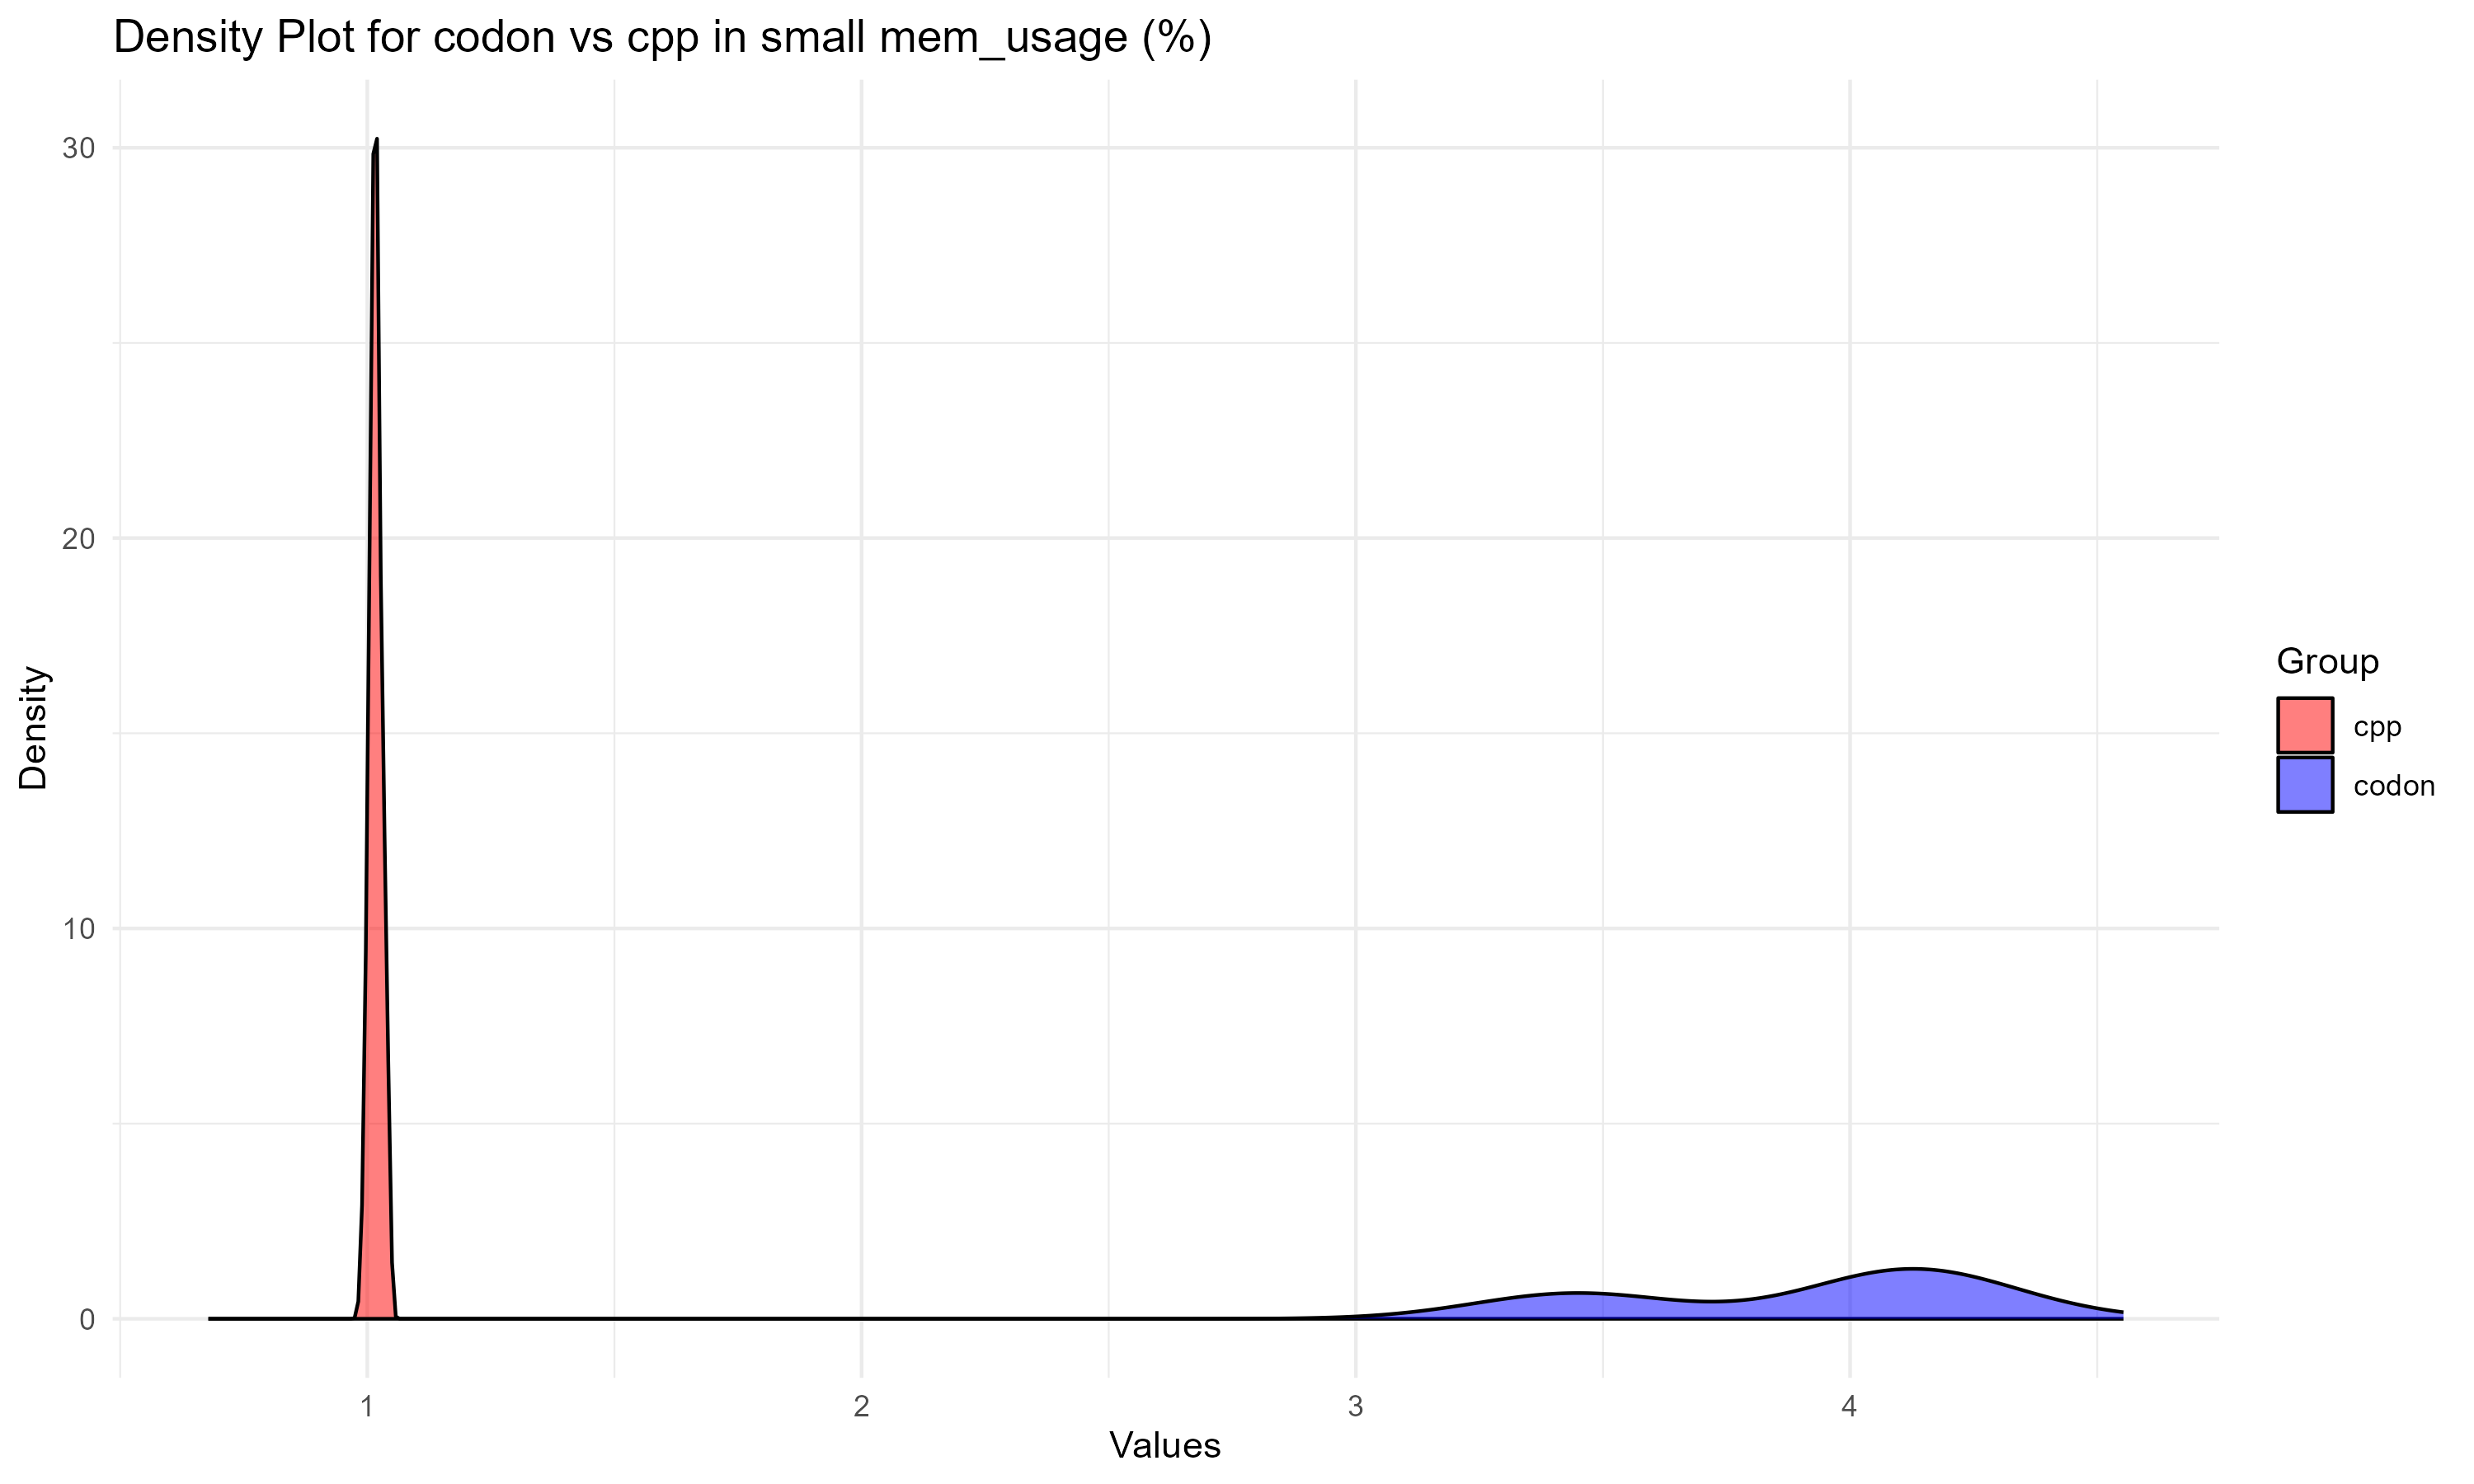 Density Plot for codon vs cpp in small mem_usage (%)
30
20
10
0
Density
1 2 3 4
Values
Group
cpp
codon